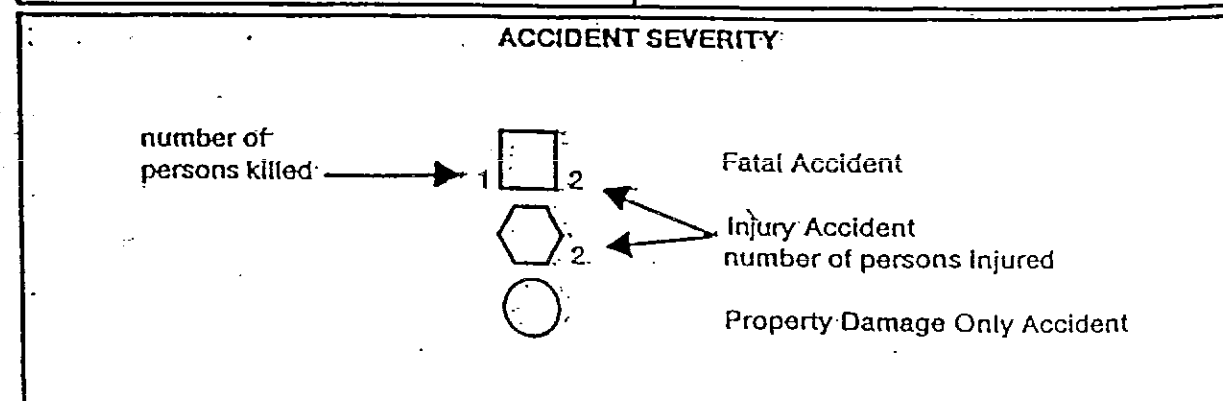 ACCIDENT SEVERITY
number of
persons killed
1 2
Fatal Accident
2
Injury Accident
number of persons injured
Property Damage Only Accident